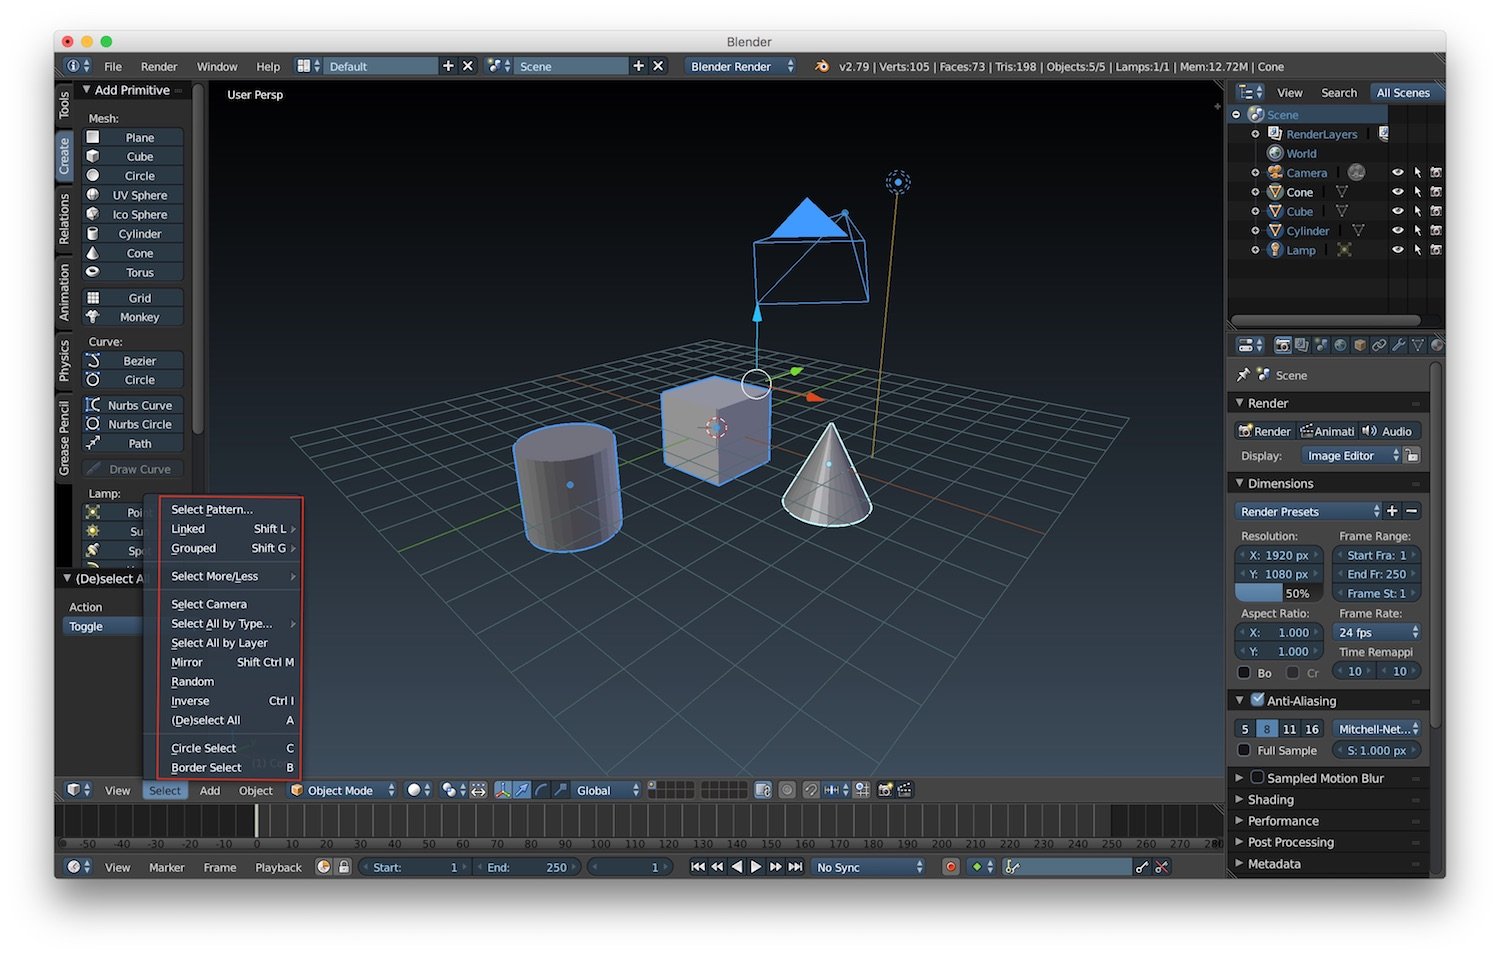 Blender
File Render Window Help Default Scene Blender Render v2.79 | Verts:105 | Faces:73 | Tris:198 | Objects:5/5 | Lamps:1/1 | Mem:12.72M | Cone
Tools
Create
Relations
Animation
Physics
Grease Pencil
Add Primitive
Mesh:
Plane
Cube
Circle
UV Sphere
Ico Sphere
Cylinder
Cone
Torus
Grid
Monkey
Curve:
Bezier
Circle
Nurbs Curve
Nurbs Circle
Path
Draw Curve
Lamp:
Poi
Su
Spo
(De)select A
Action
Toggle
User Persp
Select Pattern...
Linked Shift L
Grouped Shift G
Select More/Less
Select Camera
Select All by Type...
Select All by Layer
Mirror Shift Ctrl M
Random
Inverse Ctrl I
(De)select All A
Circle Select C
Border Select B
View Select Add Object Object Mode Global
-50 -40 -30 -20 -10 0 10 20 30 40 50 60 70 80 90 100 110 120 130 140 150 160 170 180 190 200 210 220 230 240 250 260 270 280
View Marker Frame Playback Start: 1 End: 250 1 No Sync
View Search All Scenes
Scene
RenderLayers
World
Camera
Cone
Cube
Cylinder
Lamp
Scene
Render
Render Animati Audio
Display: Image Editor
Dimensions
Render Presets
Resolution: Frame Range:
X: 1920 px Start Fra: 1
Y: 1080 px End Fr: 250
50% Frame St: 1
Aspect Ratio: Frame Rate:
X: 1.000 24 fps
Y: 1.000 Time Remappi
Bo Cr 10 10
Anti-Aliasing
5 8 11 16 Mitchell-Net...
Full Sample S: 1.000 px
Sampled Motion Blur
Shading
Performance
Post Processing
Metadata